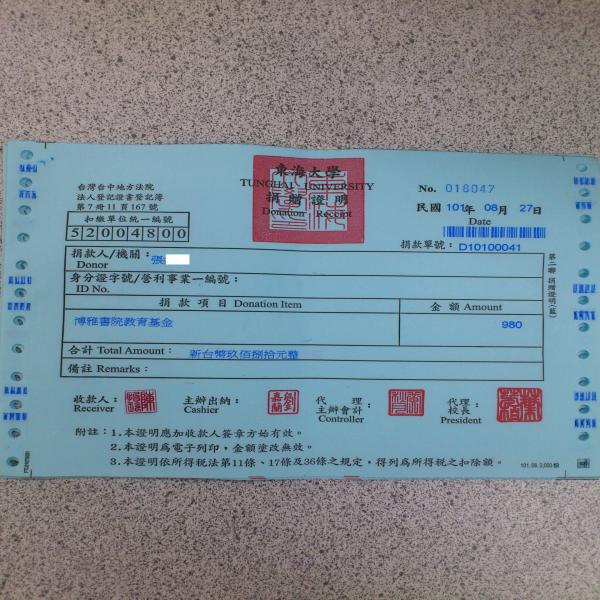 東海大學
TUNGHAI UNIVERSITY
捐贈證明
Donation Receipt
台灣台中地方法院
法人登記證書登記簿
第7冊11頁167號
扣繳單位統一編號
52004800
No. 018047
民國 101年 08月 27日
Date
捐款單號：D10100041
捐款人/機關：張
Donor
身分證字號/營利事業一編號：
ID No.
捐款項目 Donation Item
金額 Amount
博雅書院教育基金
980
合計 Total Amount： 新台幣玖佰捌拾元整
備註 Remarks：
第二聯 捐贈證明(藍)
收款人：
Receiver
主辦出納：
Cashier
劉嘉蘭
代理
主辦會計：
Controller
代理
校長：
President
附註：1.本證明應加收款人簽章方始有效。
2.本證明為電子列印，金額塗改無效。
3.本證明依所得稅法第11條、17條及36條之規定，得列為所得稅之扣除額。